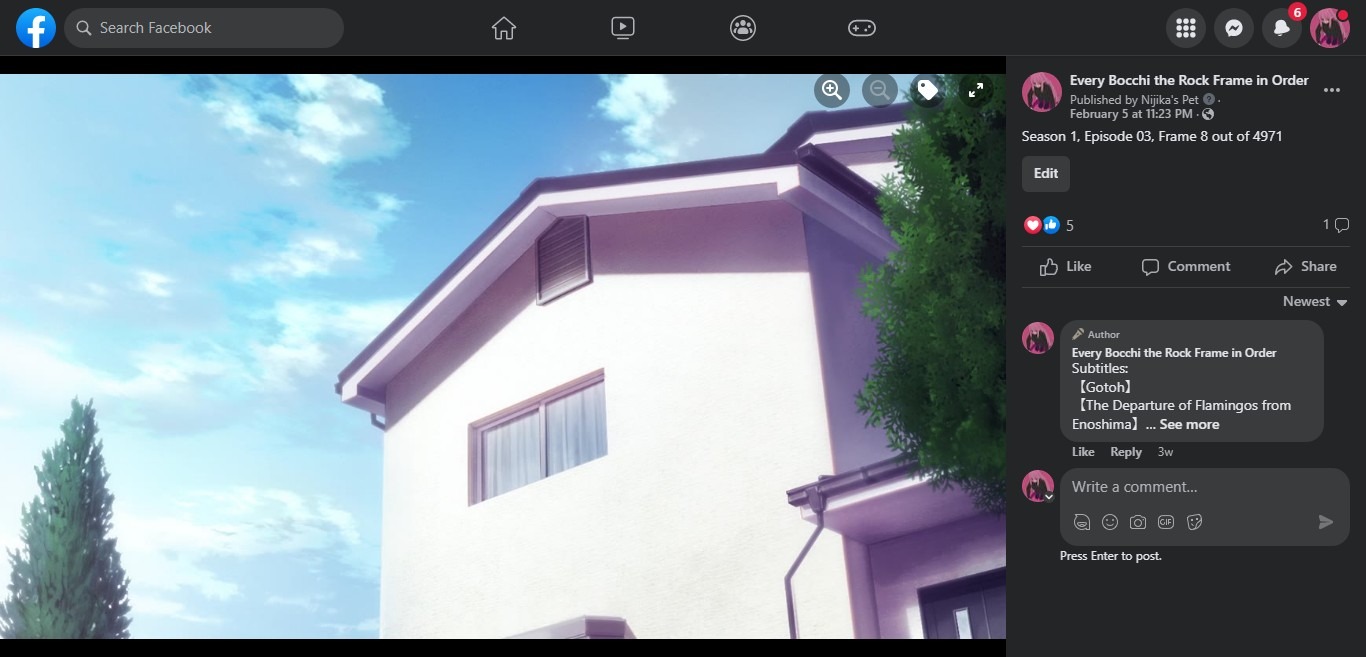 Search Facebook
6
Every Bocchi the Rock Frame in Order
Published by Nijika's Pet ·
February 5 at 11:23 PM ·
Season 1, Episode 03, Frame 8 out of 4971
Edit
5
1
Like
Comment
Share
Newest
Author
Every Bocchi the Rock Frame in Order
Subtitles:
【Gotoh】
【The Departure of Flamingos from
Enoshima】... See more
Like
Reply
3w
Write a comment...
GIF
Press Enter to post.